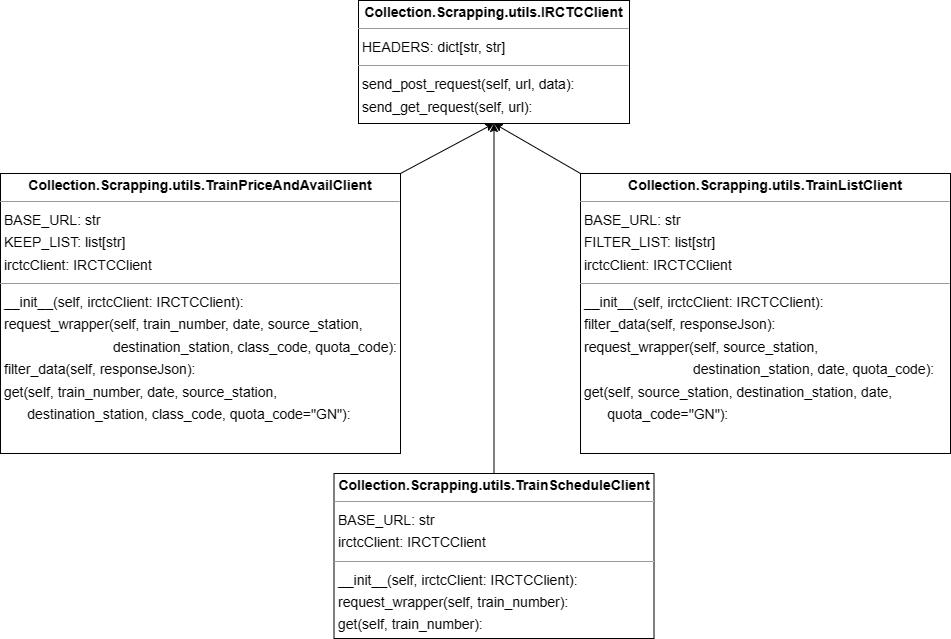 Collection.Scrapping.utils.IRCTCClient
HEADERS: dict[str, str]
send_post_request(self, url, data):
send_get_request(self, url):
Collection.Scrapping.utils.TrainPriceAndAvailClient
BASE_URL: str
KEEP_LIST: list[str]
irctcClient: IRCTCClient
__init__(self, irctcClient: IRCTCClient):
request_wrapper(self, train_number, date, source_station,
destination_station, class_code, quota_code):
filter_data(self, responseJson):
get(self, train_number, date, source_station,
destination_station, class_code, quota_code="GN"):
Collection.Scrapping.utils.TrainListClient
BASE_URL: str
FILTER_LIST: list[str]
irctcClient: IRCTCClient
__init__(self, irctcClient: IRCTCClient):
filter_data(self, responseJson):
request_wrapper(self, source_station,
destination_station, date, quota_code):
get(self, source_station, destination_station, date,
quota_code="GN"):
Collection.Scrapping.utils.TrainScheduleClient
BASE_URL: str
irctcClient: IRCTCClient
__init__(self, irctcClient: IRCTCClient):
request_wrapper(self, train_number):
get(self, train_number):